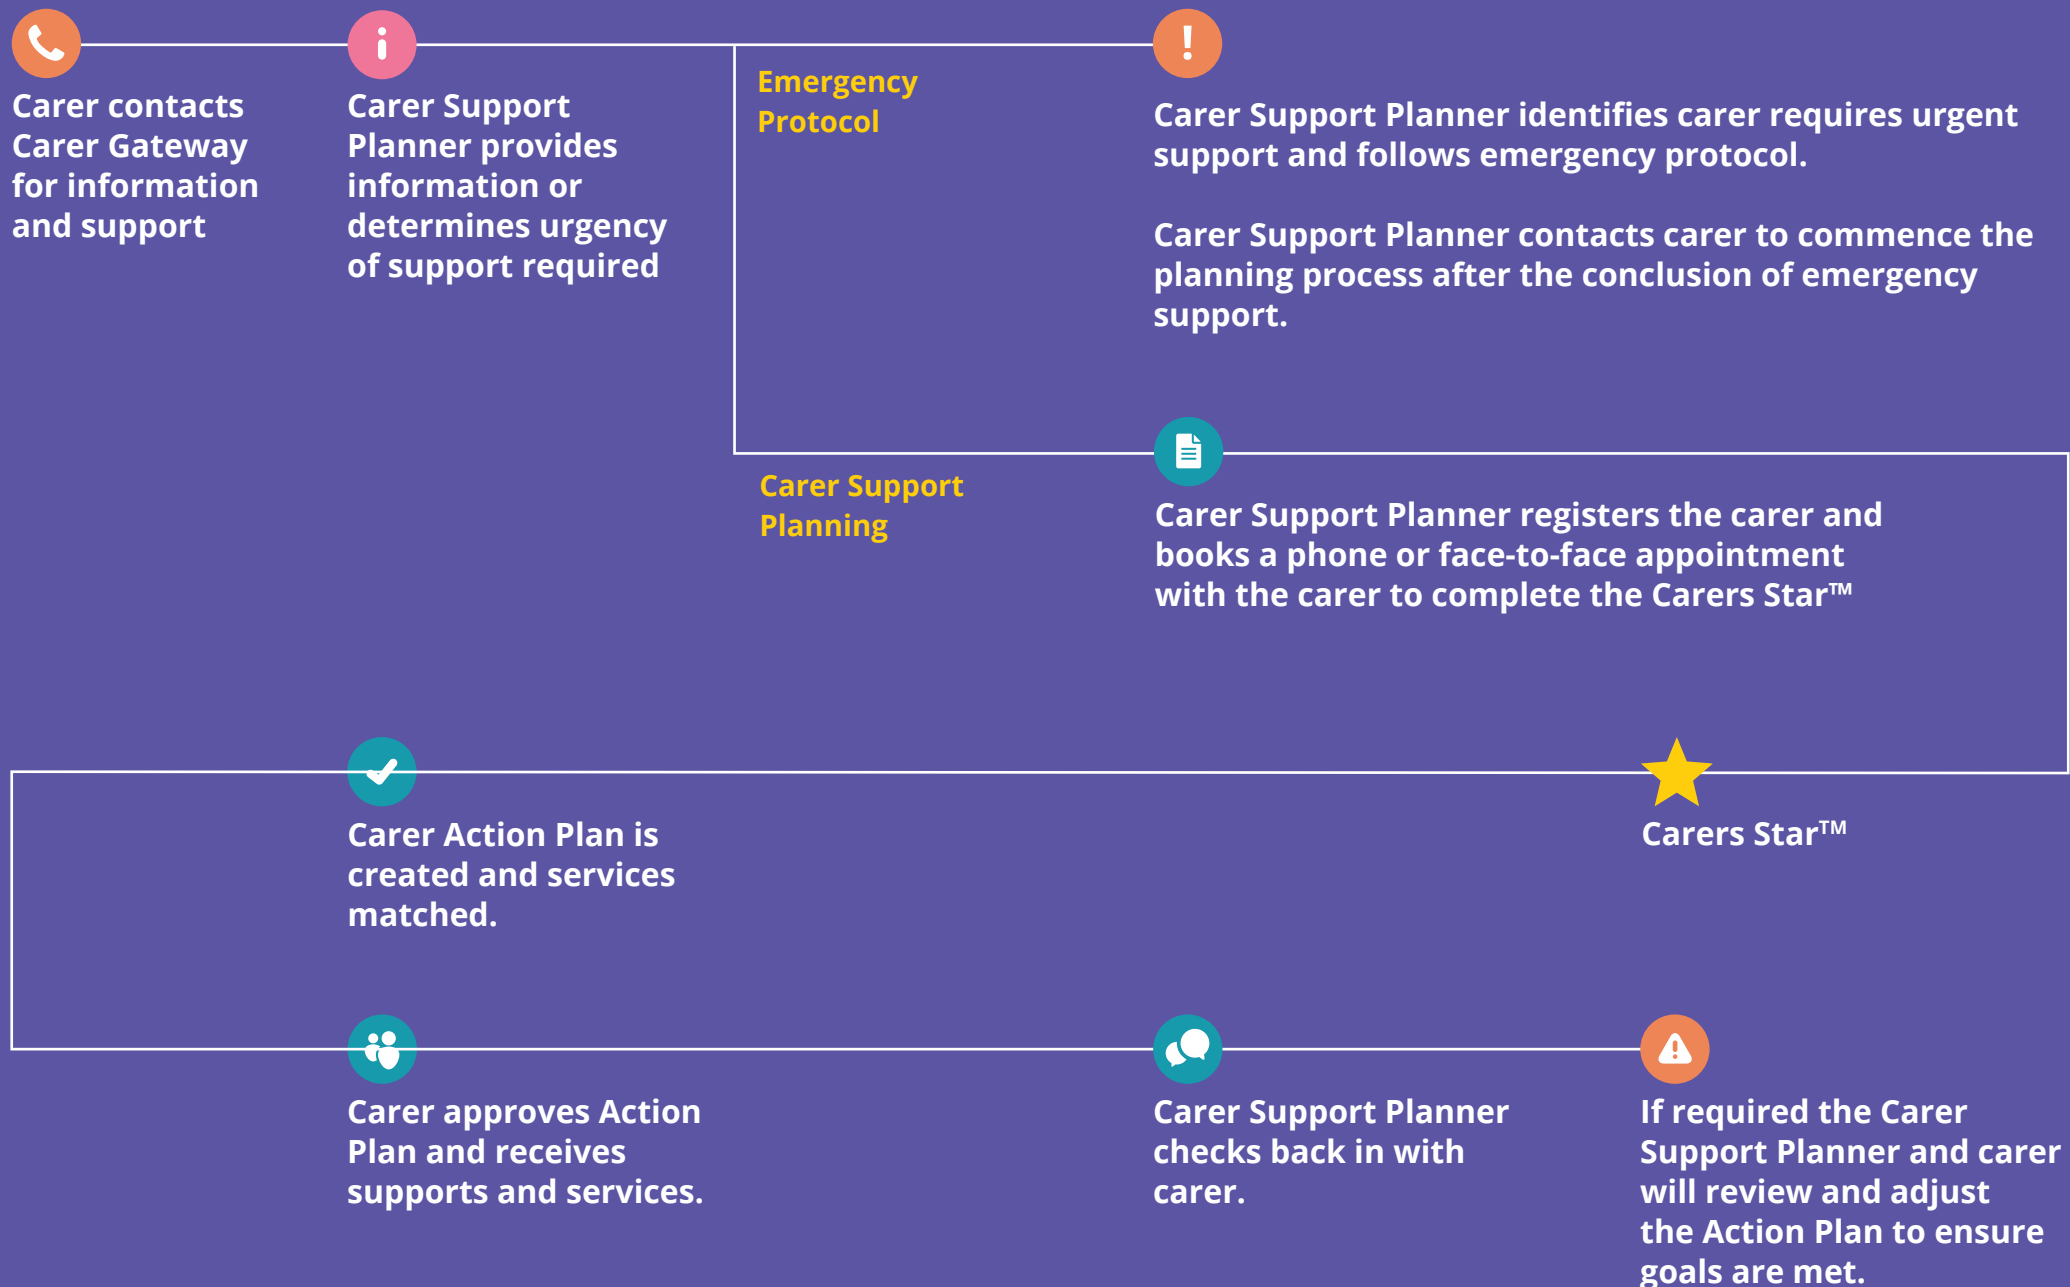 Carer contacts
Carer Gateway
for information
and support
Carer Support
Planner provides
information or
determines urgency
of support required
Emergency
Protocol
Carer Support Planner identifies carer requires urgent
support and follows emergency protocol.
Carer Support Planner contacts carer to commence the
planning process after the conclusion of emergency
support.
Carer Support
Planning
Carer Support Planner registers the carer and
books a phone or face-to-face appointment
with the carer to complete the Carers Star™
Carers Star™
Carer Action Plan is
created and services
matched.
Carer approves Action
Plan and receives
supports and services.
Carer Support Planner
checks back in with
carer.
If required the Carer
Support Planner and carer
will review and adjust
the Action Plan to ensure
goals are met.